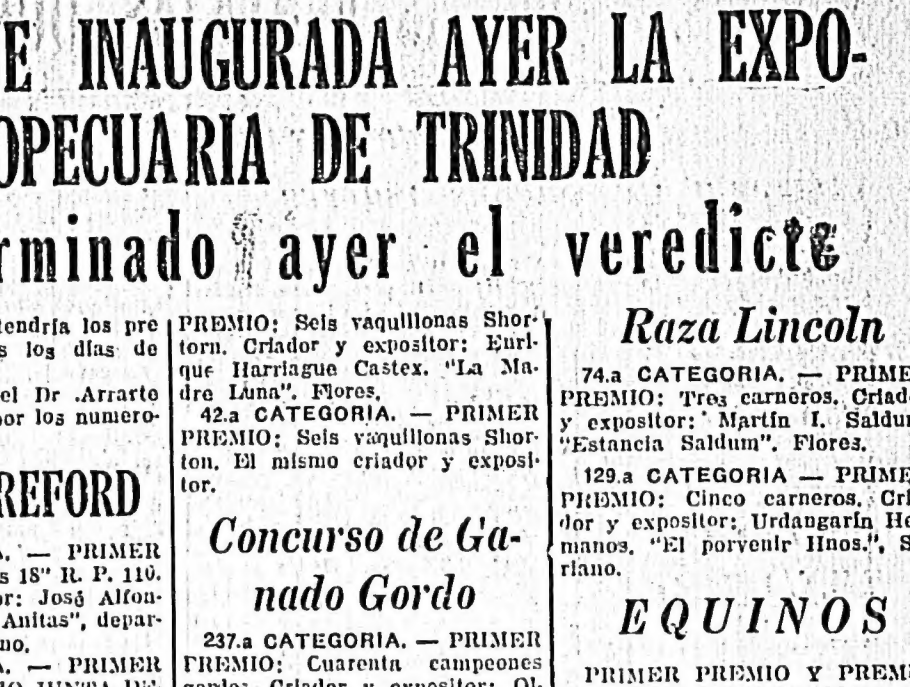 E INAUGURADA AYER LA EXPO-
OPECUARIA DE TRINIDAD
rminado ayer el veredicte
tendría los pre
s los días de
el Dr .Arrarte
por los numero-
REFORD
A. — PRIMER
s 18" R. P. 110.
or: José Alfon-
Anitas", depar-
no.
A. — PRIMER
PREMIO: Seis vaquillonas Shor-
torn. Criador y expositor: Enri-
que Harriague Castex. "La Ma-
dre Luna". Flores.
42.a CATEGORIA. — PRIMER
PREMIO: Seis vaquillonas Shor-
ton. El mismo criador y exposi-
tor.
Concurso de Ga-
nado Gordo
237.a CATEGORIA. — PRIMER
PREMIO: Cuarenta campeones
Criador y expositor:
Raza Lincoln
74.a CATEGORIA. — PRIME
PREMIO: Tres carneros. Criad
y expositor: Martín I. Saldum
"Estancia Saldum". Flores.
129.a CATEGORIA — PRIME
PREMIO: Cinco carneros. Cri
dor y expositor: Urdangarín He
manos. "El porvenir Hnos.". S
riano.
EQUINOS
PRIMER PREMIO Y PREM